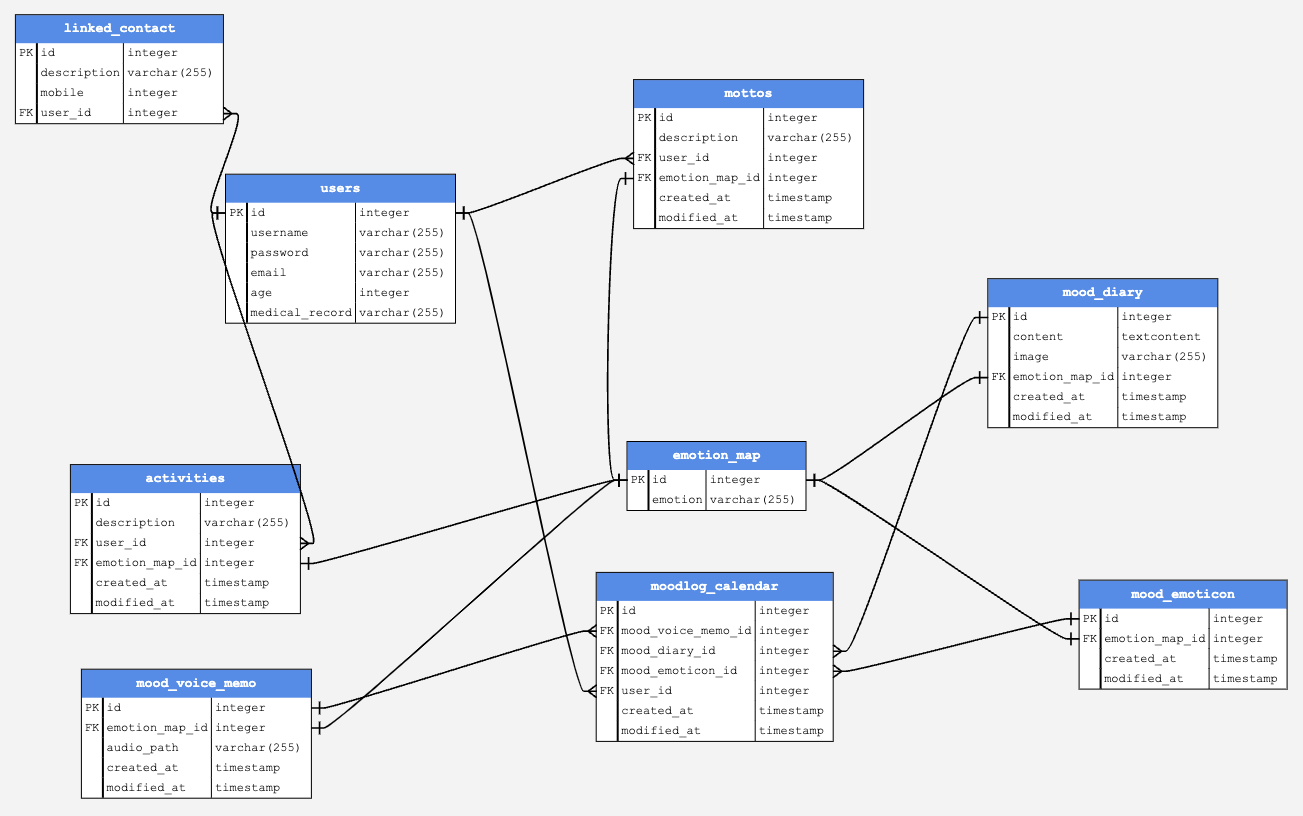 linked_contact
PK id integer
description varchar(255)
mobile integer
FK user_id integer
mottos
PK id integer
description varchar(255)
FK user_id integer
FK emotion_map_id integer
created_at timestamp
modified_at timestamp
users
PK id integer
username varchar(255)
password varchar(255)
email varchar(255)
age integer
medical_record varchar(255)
mood_diary
PK id integer
content textcontent
image varchar(255)
FK emotion_map_id integer
created_at timestamp
modified_at timestamp
emotion_map
PK id integer
emotion varchar(255)
activities
PK id integer
description varchar(255)
FK user_id integer
FK emotion_map_id integer
created_at timestamp
modified_at timestamp
moodlog_calendar
PK id integer
FK mood_voice_memo_id integer
FK mood_diary_id integer
FK mood_emoticon_id integer
FK user_id integer
created_at timestamp
modified_at timestamp
mood_emoticon
PK id integer
FK emotion_map_id integer
created_at timestamp
modified_at timestamp
mood_voice_memo
PK id integer
FK emotion_map_id integer
audio_path varchar(255)
created_at timestamp
modified_at timestamp